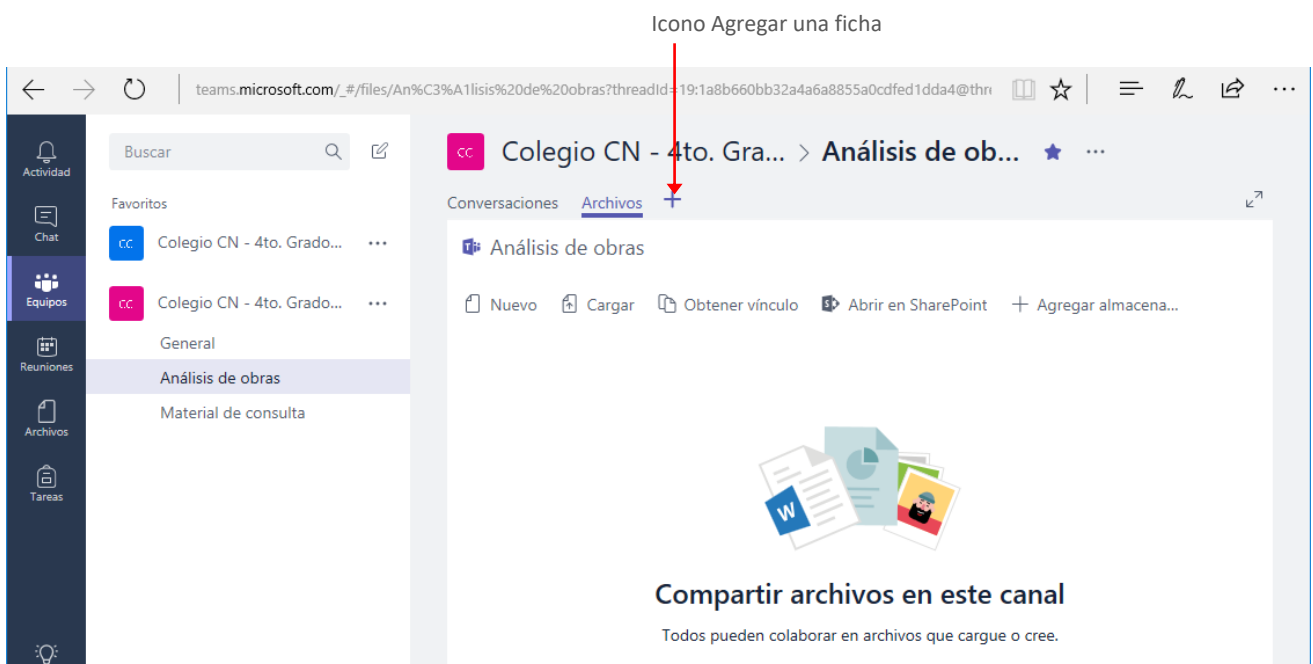 Icono Agregar una ficha
teams.microsoft.com/_#/files/An%C3%A1lisis%20de%20obras?threadId=19:1a8b660bb32a4a6a8855a0cdfed1dda4@thre
Actividad
Chat
Equipos
Reuniones
Archivos
Tareas
Buscar
Favoritos
CC Colegio CN - 4to. Grado... ...
CC Colegio CN - 4to. Grado... ...
General
Análisis de obras
Material de consulta
CC Colegio CN - 4to. Gra... > Análisis de ob... ...
Conversaciones Archivos +
Análisis de obras
Nuevo Cargar Obtener vínculo Abrir en SharePoint + Agregar almacena...
W
Compartir archivos en este canal
Todos pueden colaborar en archivos que cargue o cree.